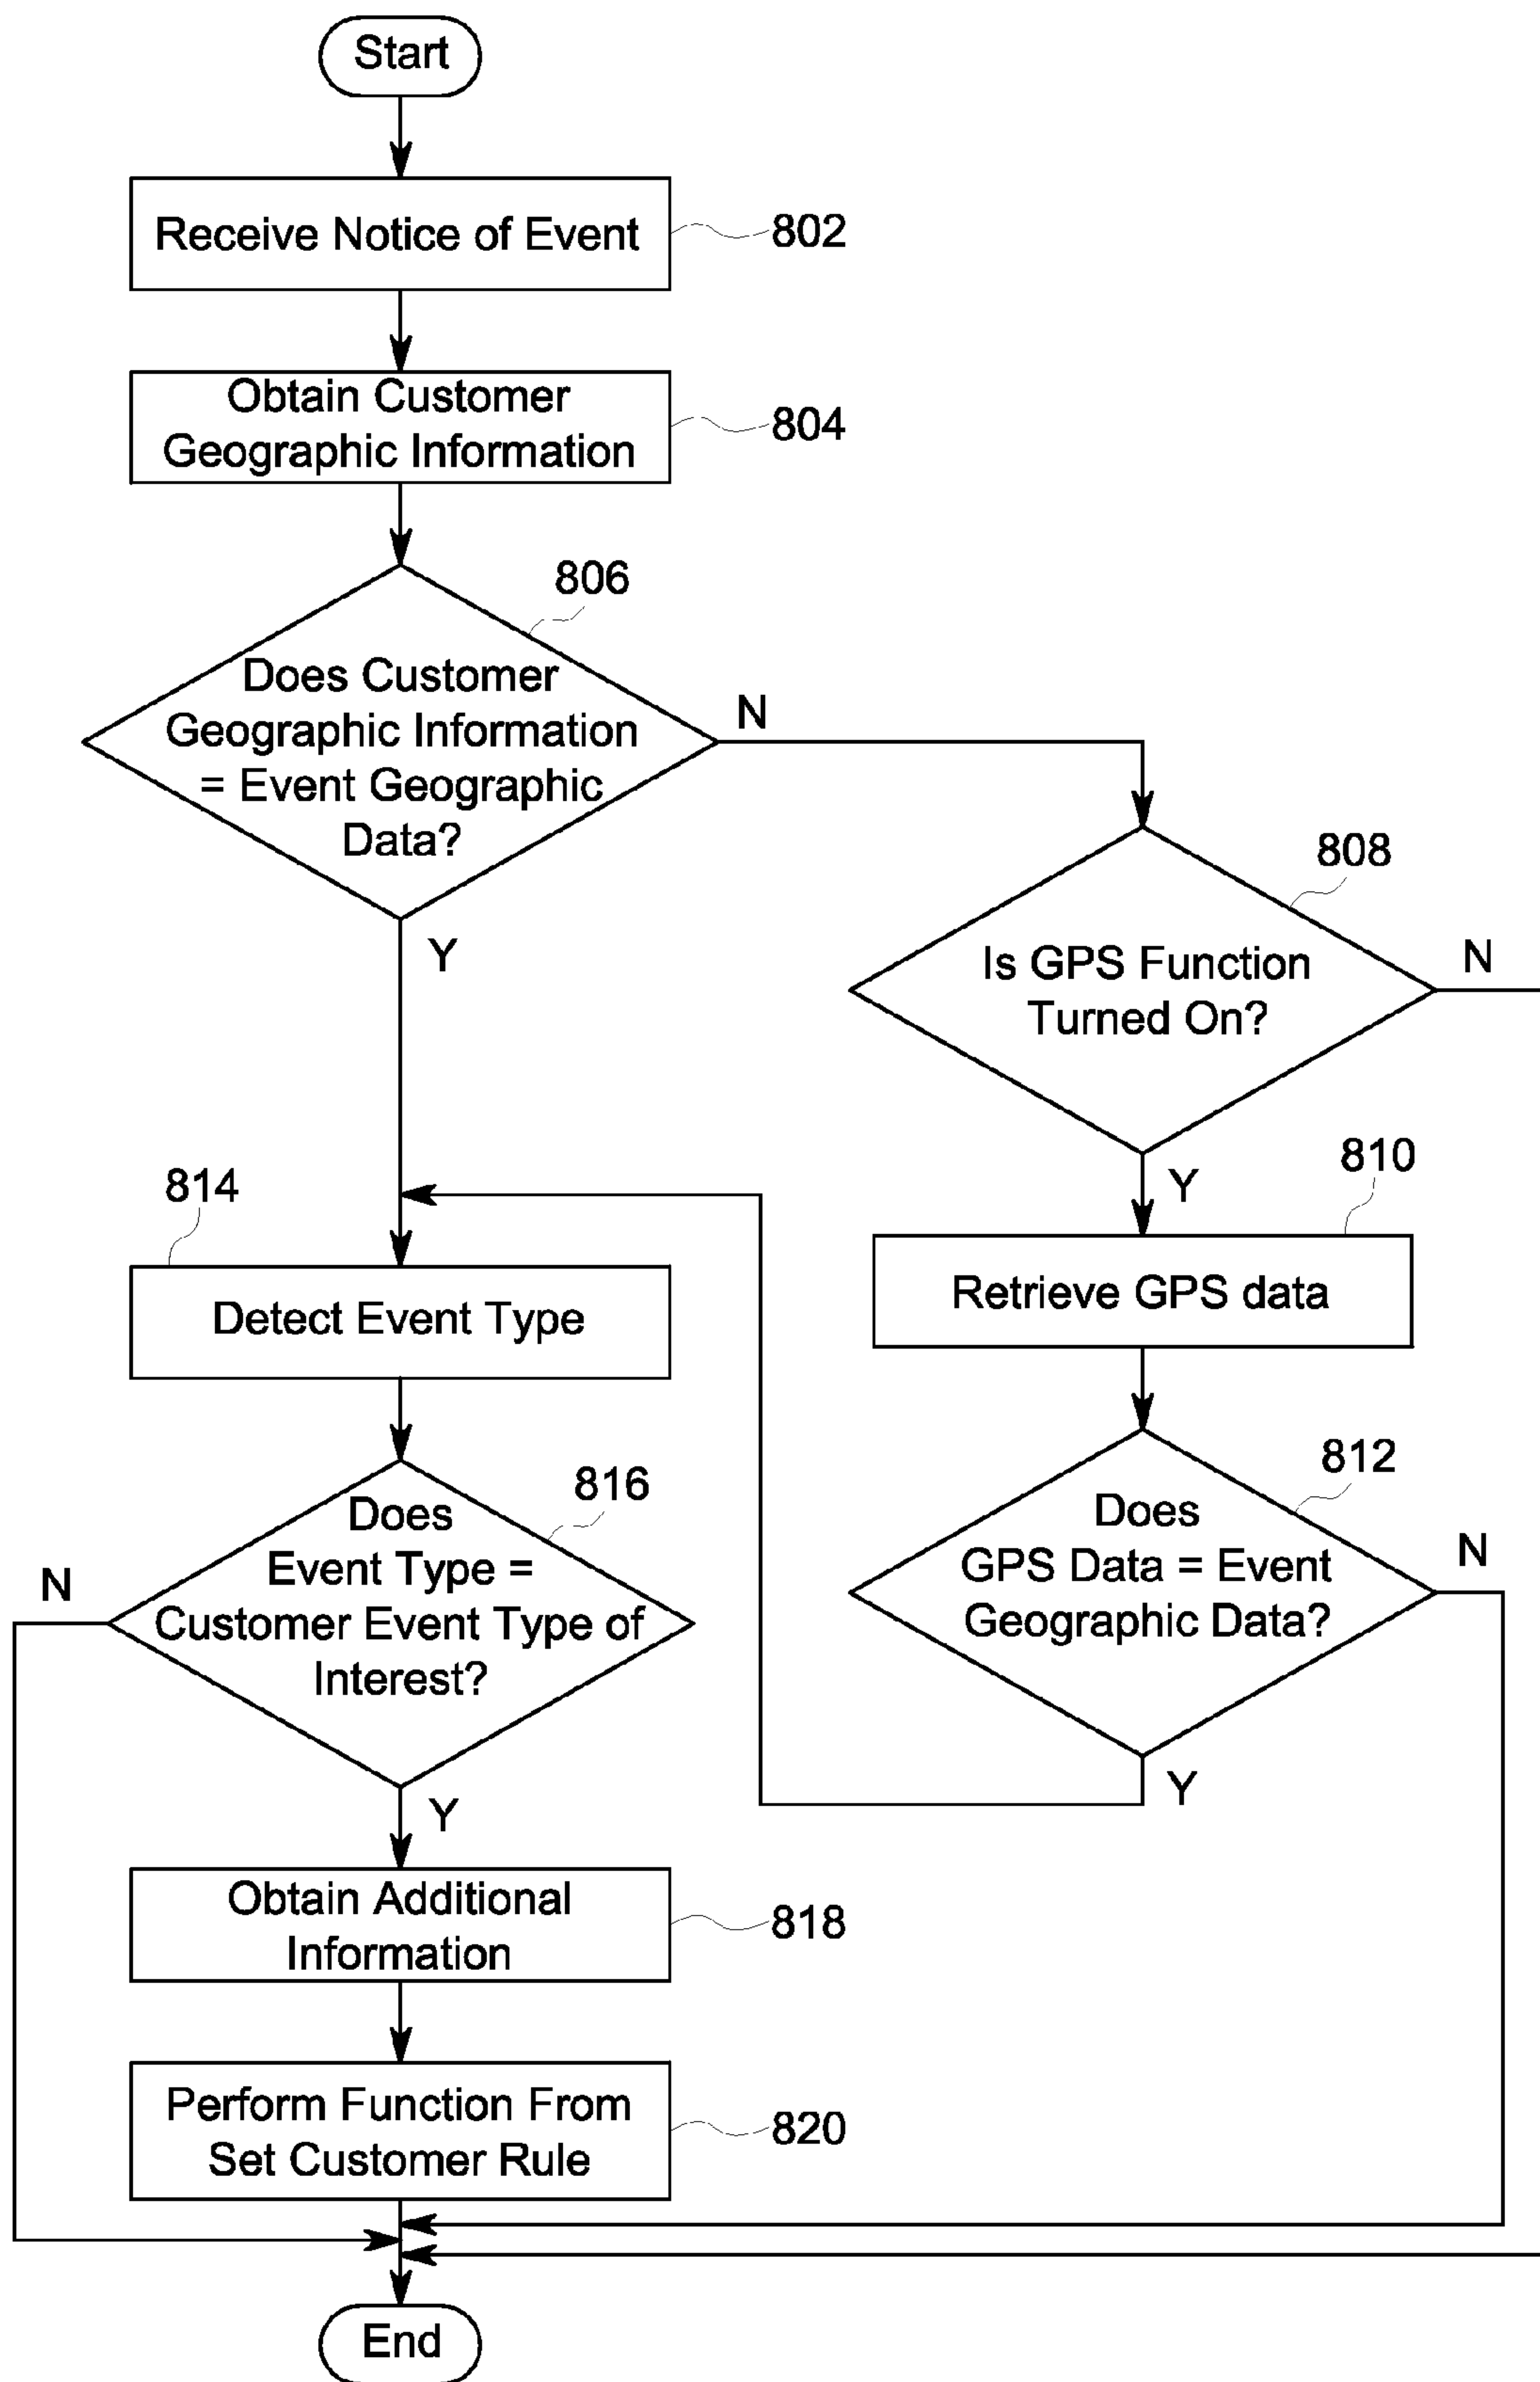 Start
Receive Notice of Event
802
Obtain Customer
Geographic Information
804
806
Does Customer
Geographic Information
= Event Geographic
Data?
N
Y
808
Is GPS Function
Turned On?
N
Y
810
Retrieve GPS data
812
Does
GPS Data = Event
Geographic Data?
N
Y
814
Detect Event Type
816
Does
Event Type =
Customer Event Type of
Interest?
N
Y
Obtain Additional
Information
818
Perform Function From
Set Customer Rule
820
End